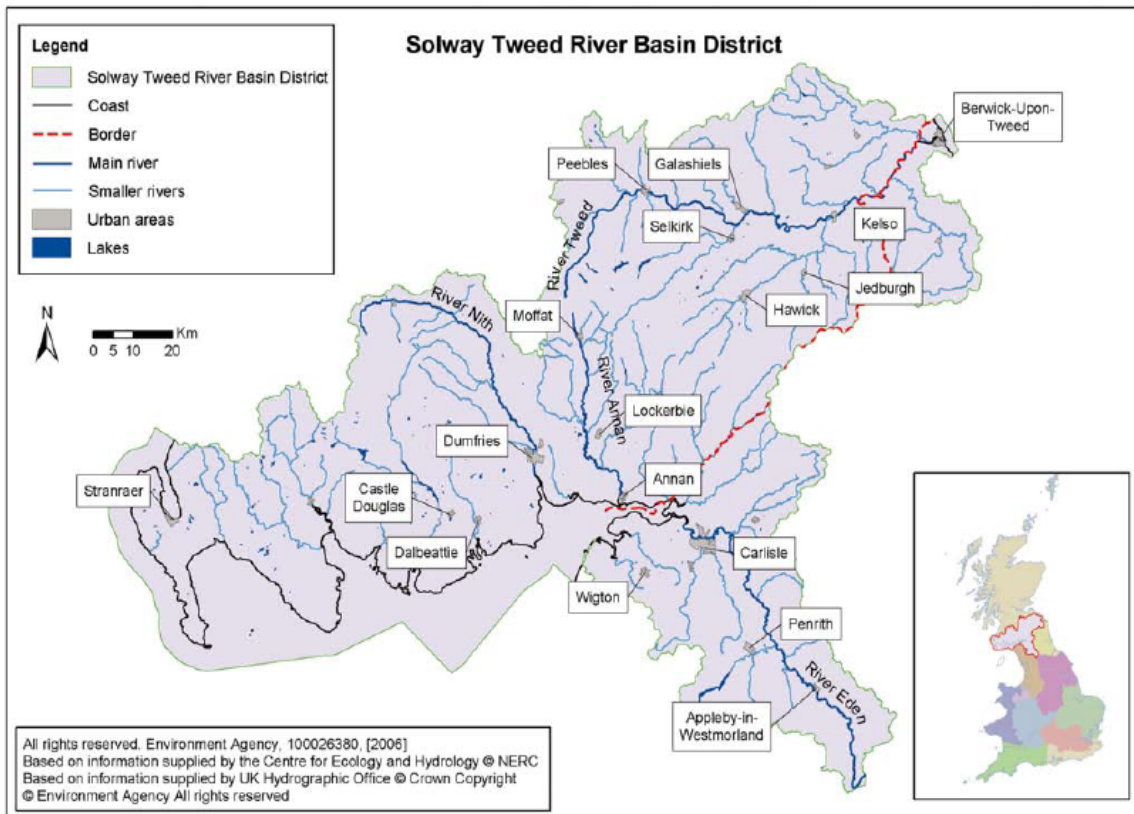 Solway Tweed River Basin District
Legend
Solway Tweed River Basin District
Coast
Border
Main river
Smaller rivers
Urban areas
Lakes
N
0 5 10 20 Km
Berwick-Upon-
Tweed
Peebles
Galashiels
Kelso
Selkirk
River Tweed
Jedburgh
Hawick
River Nith
Moffat
River Annan
Lockerbie
Dumfries
Annan
Stranraer
Castle
Douglas
Dalbeattie
Carlisle
Wigton
Penrith
River Eden
Appleby-in-
Westmorland
All rights reserved. Environment Agency, 100026380, [2006]
Based on information supplied by the Centre for Ecology and Hydrology © NERC
Based on information supplied by UK Hydrographic Office © Crown Copyright
© Environment Agency All rights reserved